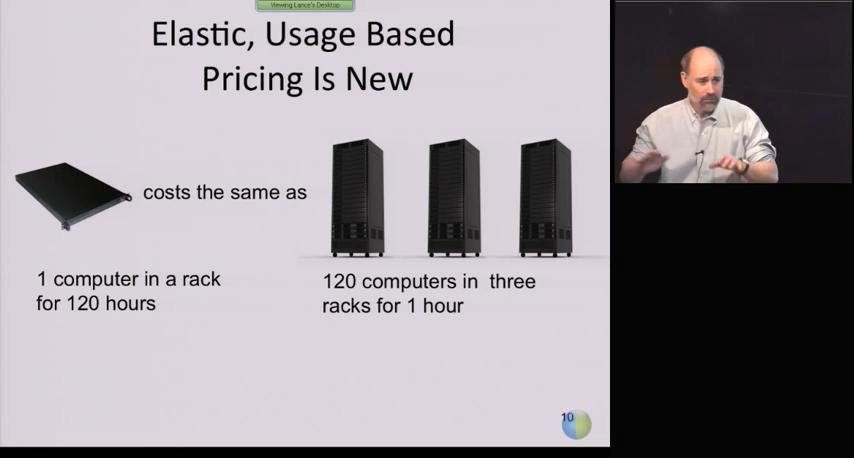 Viewing Lance's Desktop
Elastic, Usage Based
Pricing Is New
costs the same as
1 computer in a rack
for 120 hours
120 computers in three
racks for 1 hour
10